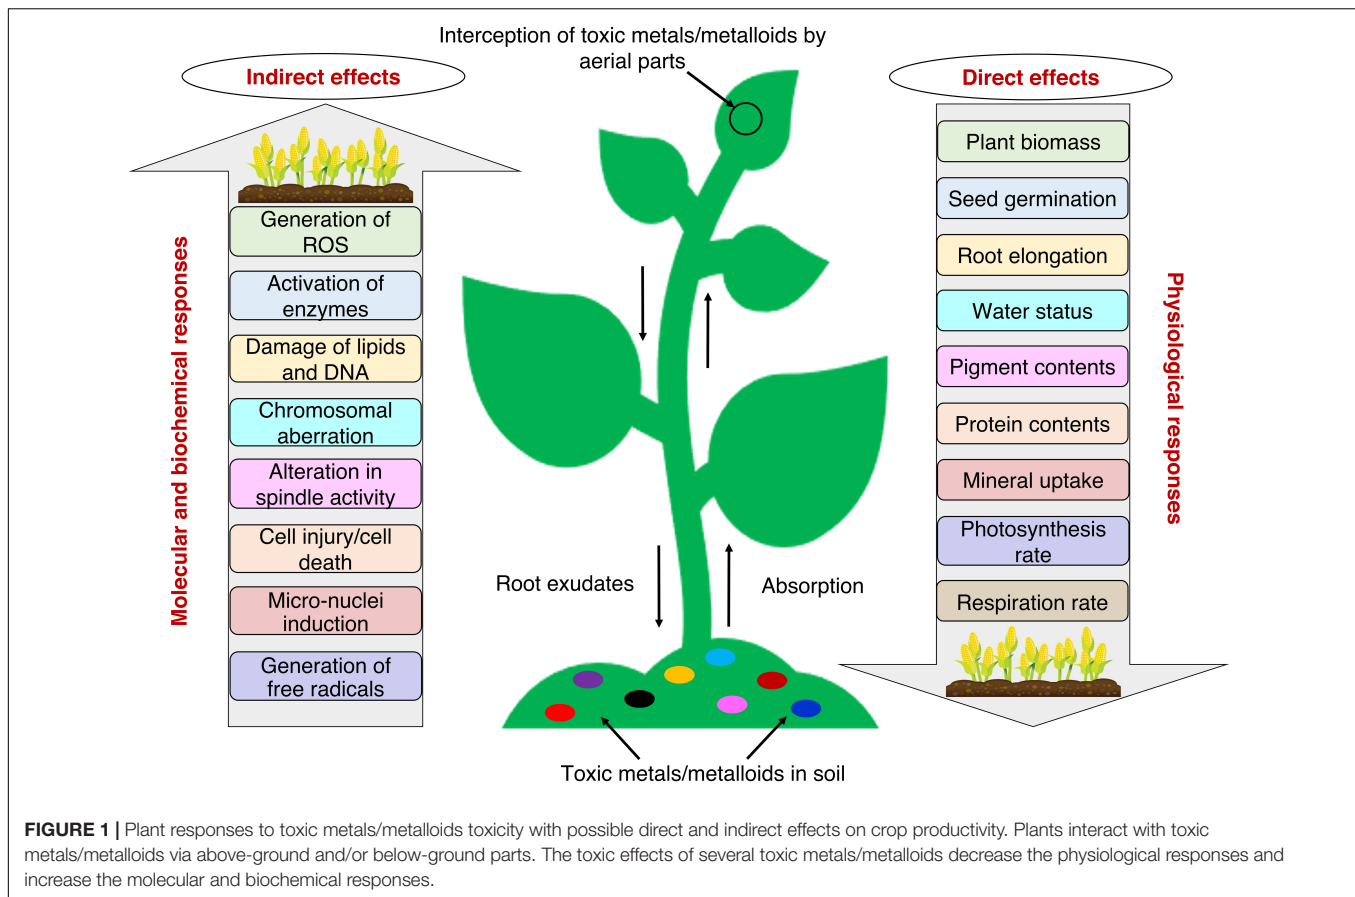 Interception of toxic metals/metalloids by
aerial parts
Indirect effects
Generation of
ROS
Activation of
enzymes
Damage of lipids
and DNA
Chromosomal
aberration
Alteration in
spindle activity
Cell injury/cell
death
Micro-nuclei
induction
Generation of
free radicals
Molecular and biochemical responses
Root exudates
Absorption
Toxic metals/metalloids in soil
Direct effects
Plant biomass
Seed germination
Root elongation
Water status
Pigment contents
Protein contents
Mineral uptake
Photosynthesis
rate
Respiration rate
Physiological responses
FIGURE 1 | Plant responses to toxic metals/metalloids toxicity with possible direct and indirect effects on crop productivity. Plants interact with toxic
metals/metalloids via above-ground and/or below-ground parts. The toxic effects of several toxic metals/metalloids decrease the physiological responses and
increase the molecular and biochemical responses.